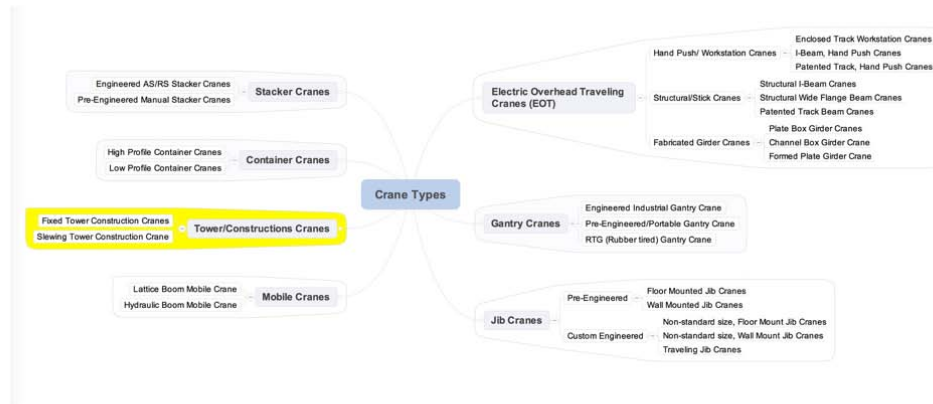 Crane Types
Stacker Cranes
Engineered AS/RS Stacker Cranes
Pre-Engineered Manual Stacker Cranes
Container Cranes
High Profile Container Cranes
Low Profile Container Cranes
Tower/Constructions Cranes
Fixed Tower Construction Cranes
Slewing Tower Construction Crane
Mobile Cranes
Lattice Boom Mobile Crane
Hydraulic Boom Mobile Crane
Electric Overhead Traveling
Cranes (EOT)
Hand Push/ Workstation Cranes
Enclosed Track Workstation Cranes
I-Beam, Hand Push Cranes
Patented Track, Hand Push Cranes
Structural/Stick Cranes
Structural I-Beam Cranes
Structural Wide Flange Beam Cranes
Patented Track Beam Cranes
Fabricated Girder Cranes
Plate Box Girder Cranes
Channel Box Girder Cranes
Formed Plate Girder Crane
Gantry Cranes
Engineered Industrial Gantry Crane
Pre-Engineered/Portable Gantry Crane
RTG (Rubber tired) Gantry Crane
Jib Cranes
Pre-Engineered
Floor Mounted Jib Cranes
Wall Mounted Jib Cranes
Custom Engineered
Non-standard size, Floor Mount Jib Cranes
Non-standard size, Wall Mount Jib Cranes
Traveling Jib Cranes